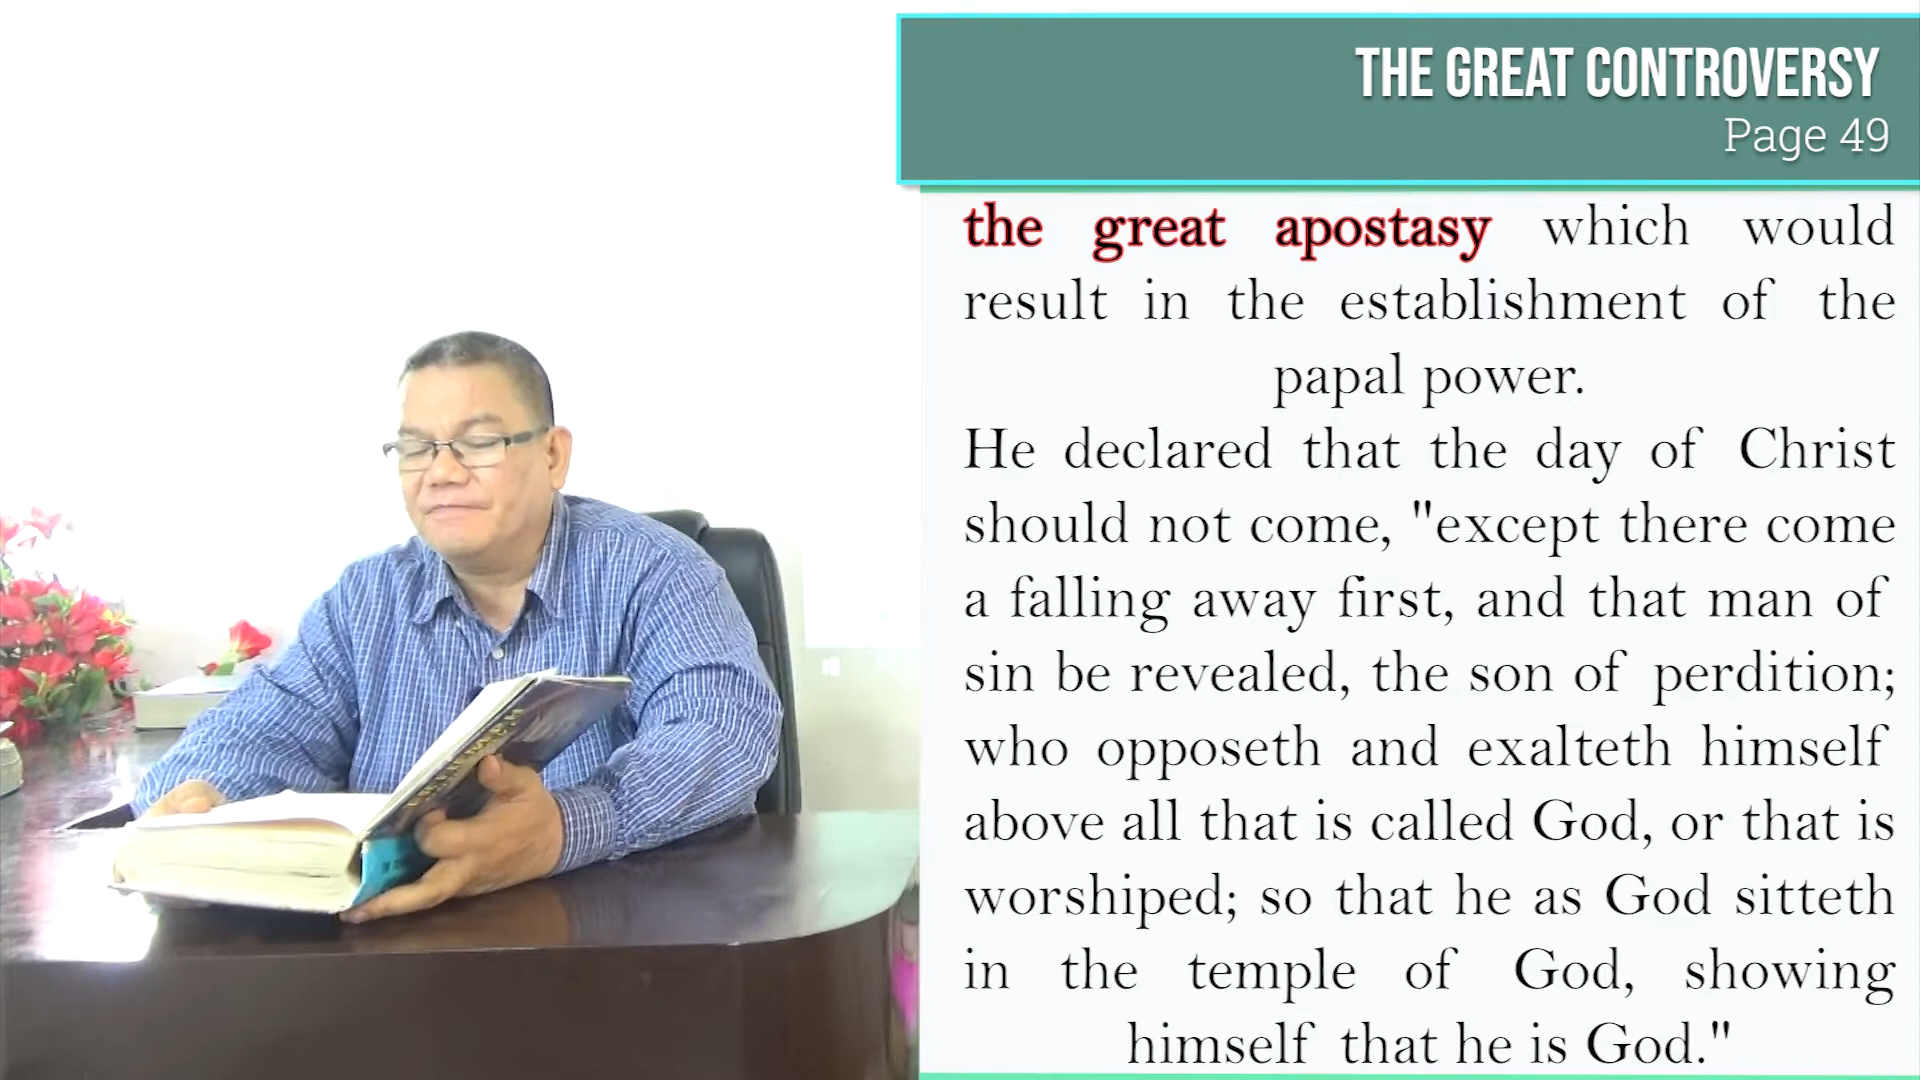 THE GREAT CONTROVERSY
Page 49
the great apostasy which would
result in the establishment of the
papal power.
He declared that the day of Christ
should not come, "except there come
a falling away first, and that man of
sin be revealed, the son of perdition;
who opposeth and exalteth himself
above all that is called God, or that is
worshiped; so that he as God sitteth
in the temple of God, showing
himself that he is God."